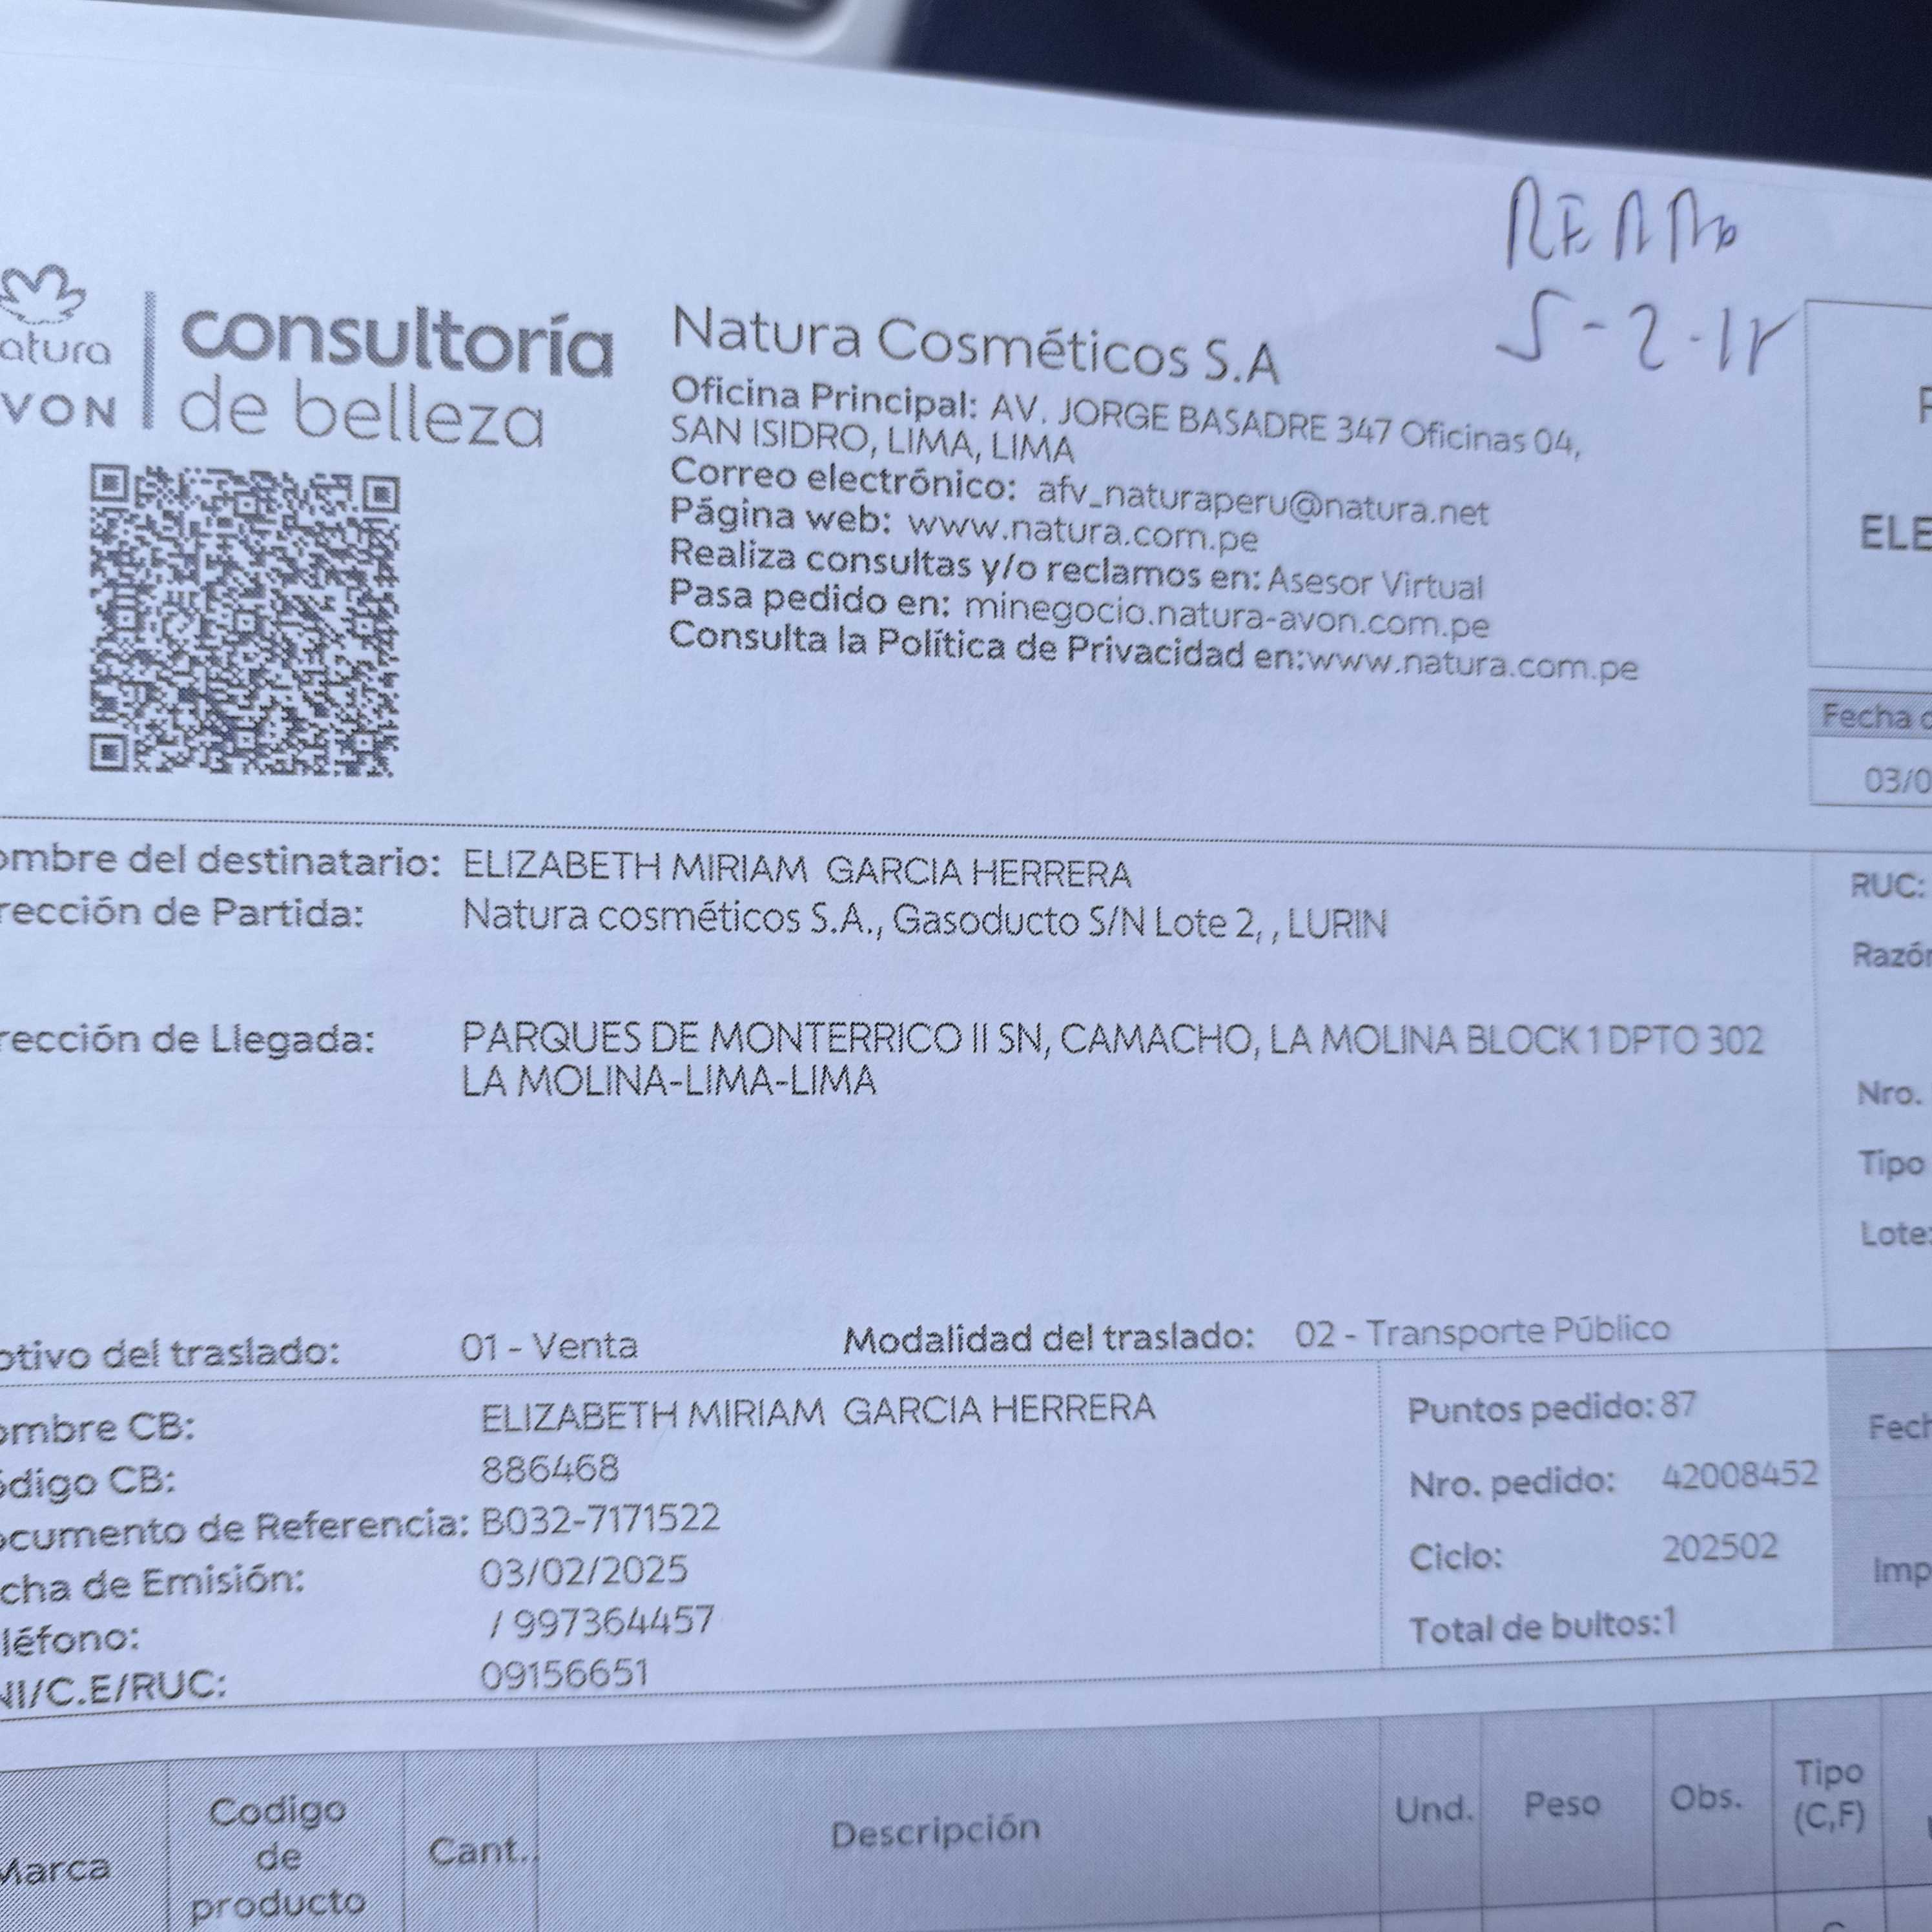 atura
VON
consultoría
de belleza
Natura Cosméticos S.A
Oficina Principal: AV. JORGE BASADRE 347 Oficinas 04,
SAN ISIDRO, LIMA, LIMA
Correo electrónico: afv_naturaperu@natura.net
Página web: www.natura.com.pe
Realiza consultas y/o reclamos en: Asesor Virtual
Pasa pedido en: minegocio.natura-avon.com.pe
Consulta la Política de Privacidad en:www.natura.com.pe
ELE
Fecha
03/0
ombre del destinatario: ELIZABETH MIRIAM GARCIA HERRERA
rección de Partida: Natura cosméticos S.A., Gasoducto S/N Lote 2, , LURIN
rección de Llegada: PARQUES DE MONTERRICO II SN, CAMACHO, LA MOLINA BLOCK 1 DPTO 302
LA MOLINA-LIMA-LIMA
RUC:
Razón
Nro.
Tipo
Lote:
otivo del traslado: 01 - Venta Modalidad del traslado: 02 - Transporte Público
ombre CB: ELIZABETH MIRIAM GARCIA HERRERA
ódigo CB: 886468
ocumento de Referencia: B032-7171522
cha de Emisión: 03/02/2025
léfono: / 997364457
NI/C.E/RUC: 09156651
Puntos pedido: 87
Nro. pedido: 42008452
Ciclo: 202502
Total de bultos:1
Fech
Imp
Marca
Codigo
de
producto
Cant..
Descripción
Und.
Peso
Obs.
Tipo
(C,F)